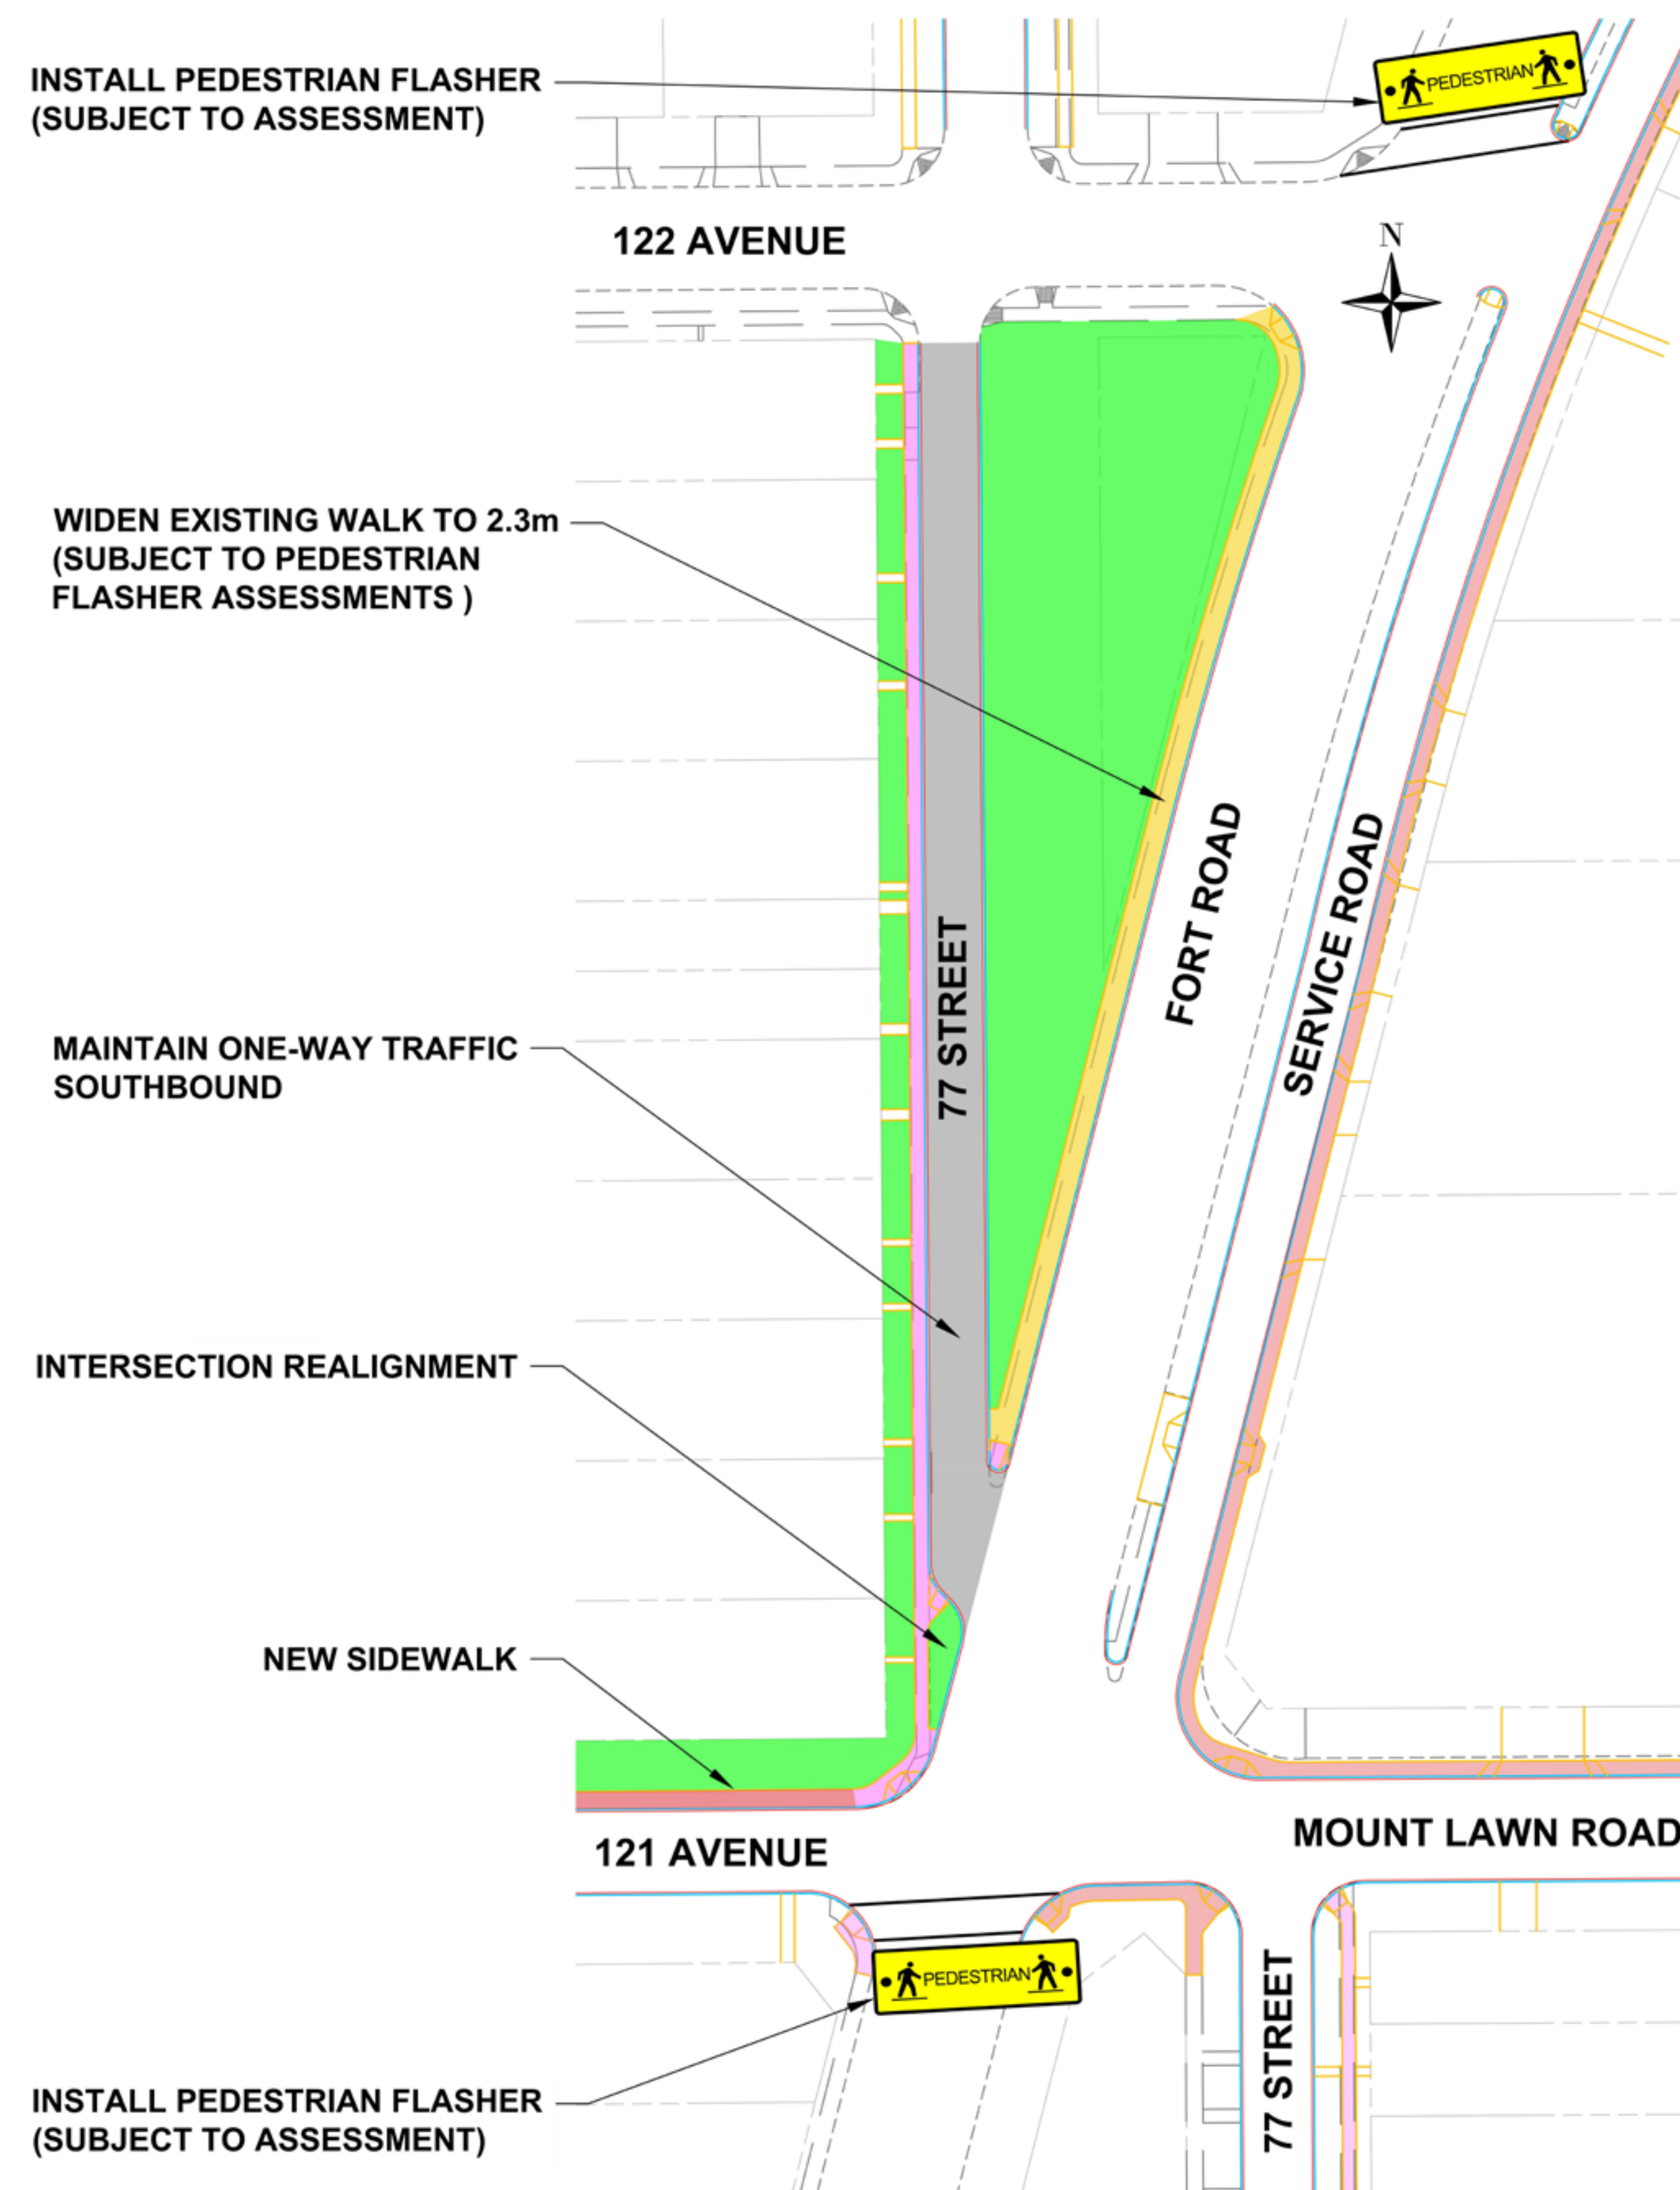 INSTALL PEDESTRIAN FLASHER
(SUBJECT TO ASSESSMENT)
PEDESTRIAN
122 AVENUE
N
WIDEN EXISTING WALK TO 2.3m
(SUBJECT TO PEDESTRIAN
FLASHER ASSESSMENTS )
FORT ROAD
SERVICE ROAD
77 STREET
MAINTAIN ONE-WAY TRAFFIC
SOUTHBOUND
INTERSECTION REALIGNMENT
NEW SIDEWALK
MOUNT LAWN ROAD
121 AVENUE
PEDESTRIAN
77 STREET
INSTALL PEDESTRIAN FLASHER
(SUBJECT TO ASSESSMENT)